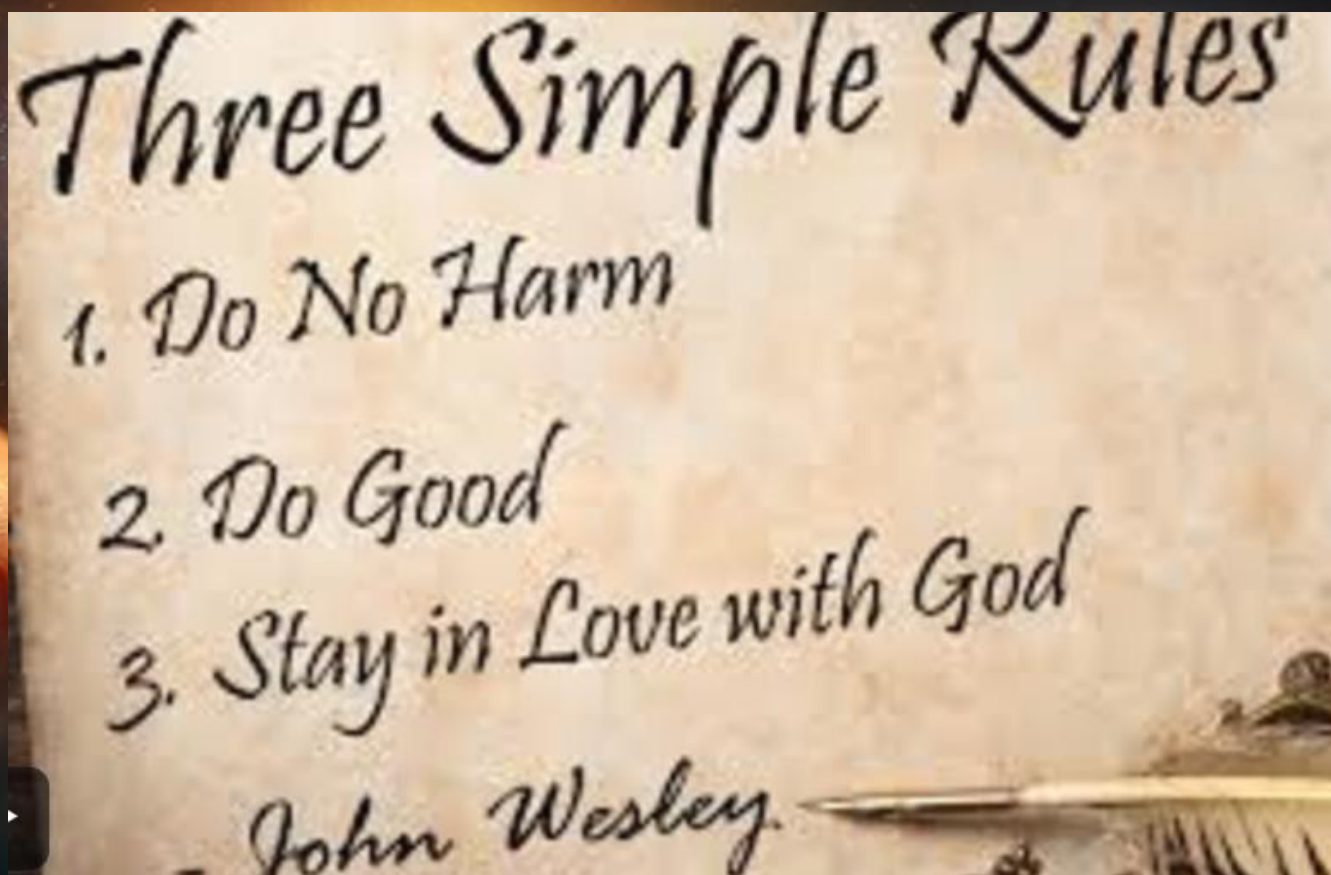 Three Simple Rules
1. Do No Harm
2. Do Good
3. Stay in Love with God
- John Wesley.